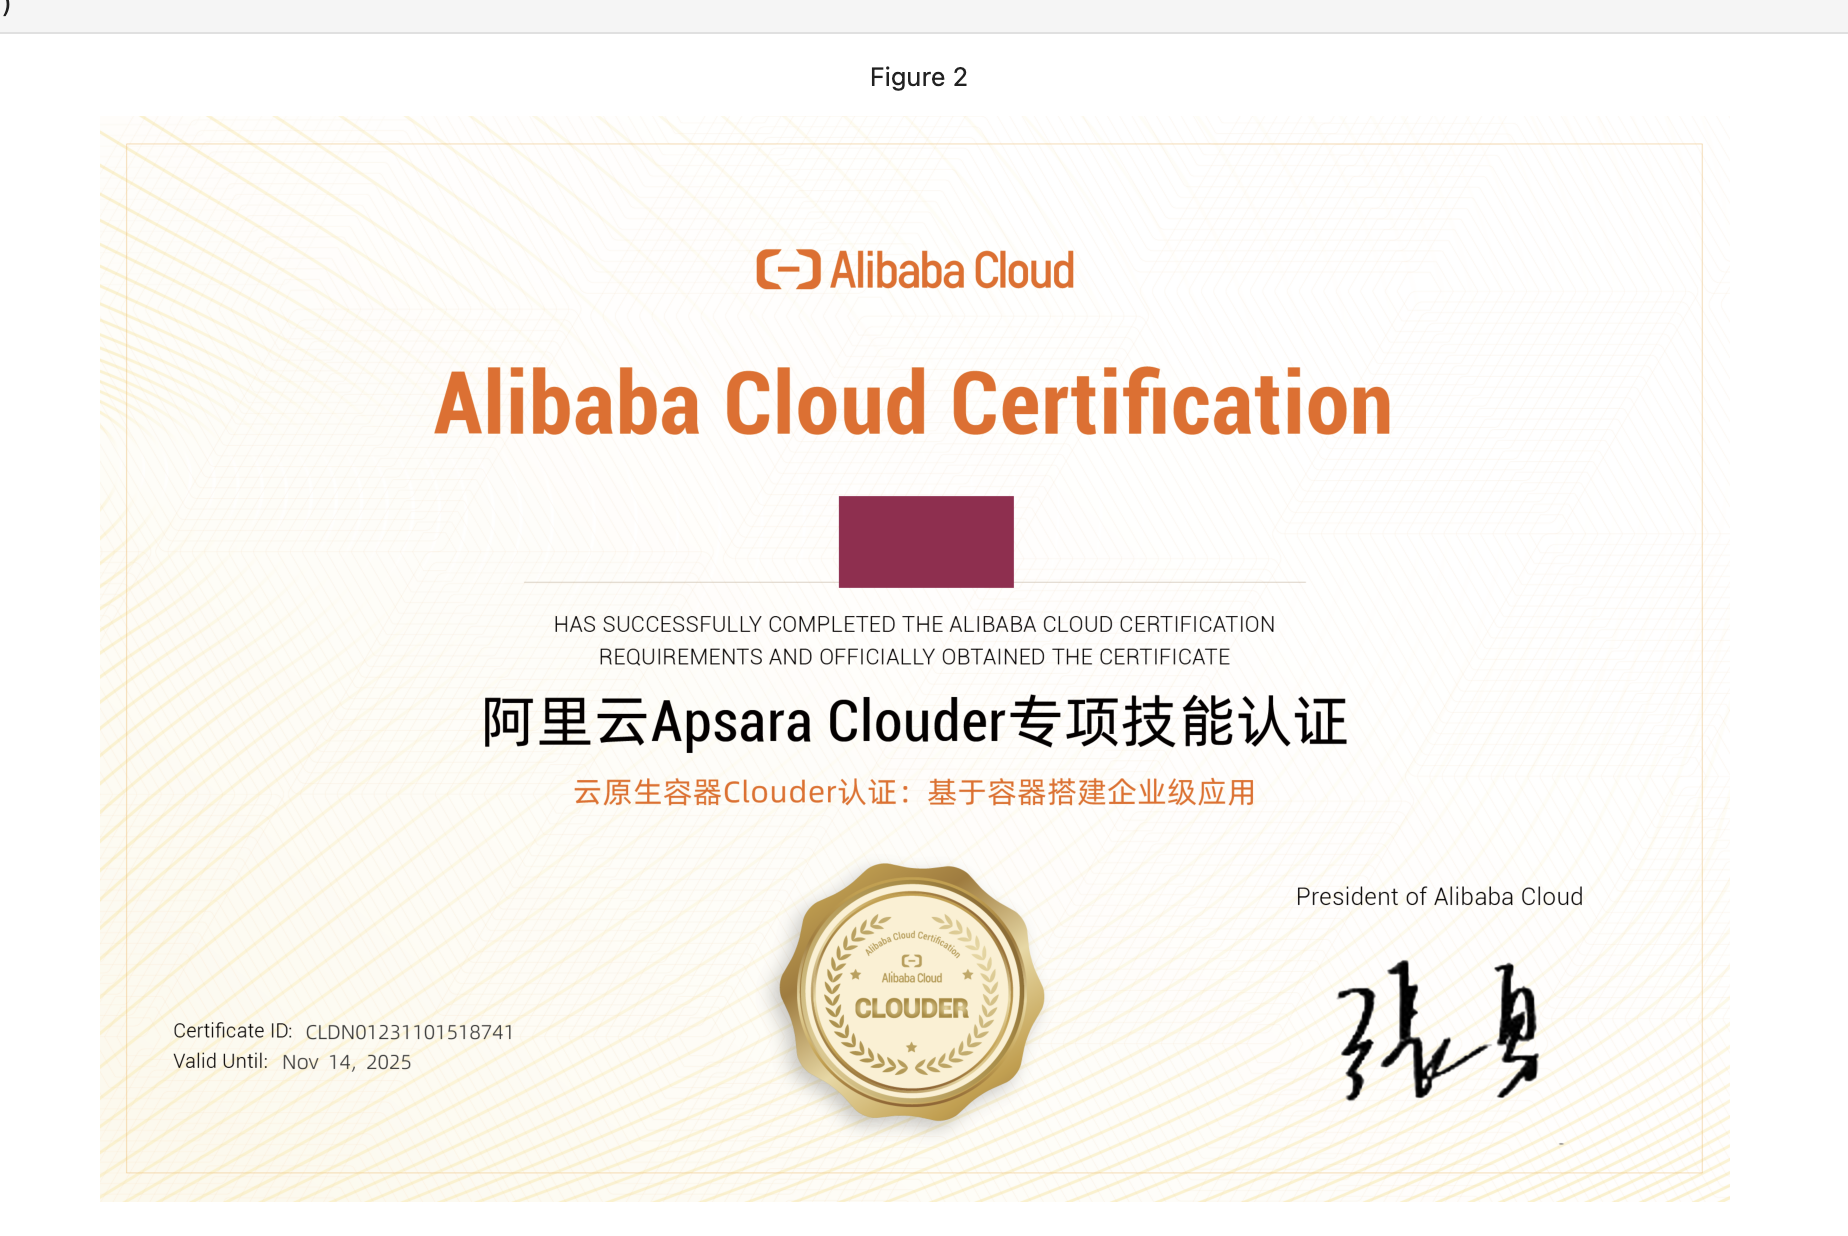 )
Figure 2
Alibaba Cloud
Alibaba Cloud Certification
HAS SUCCESSFULLY COMPLETED THE ALIBABA CLOUD CERTIFICATION
REQUIREMENTS AND OFFICIALLY OBTAINED THE CERTIFICATE
阿里云Apsara Clouder专项技能认证
云原生容器Clouder认证：基于容器搭建企业级应用
President of Alibaba Cloud
Alibaba Cloud Certification
Alibaba Cloud
CLOUDER
Certificate ID: CLDN01231101518741
Valid Until: Nov 14, 2025